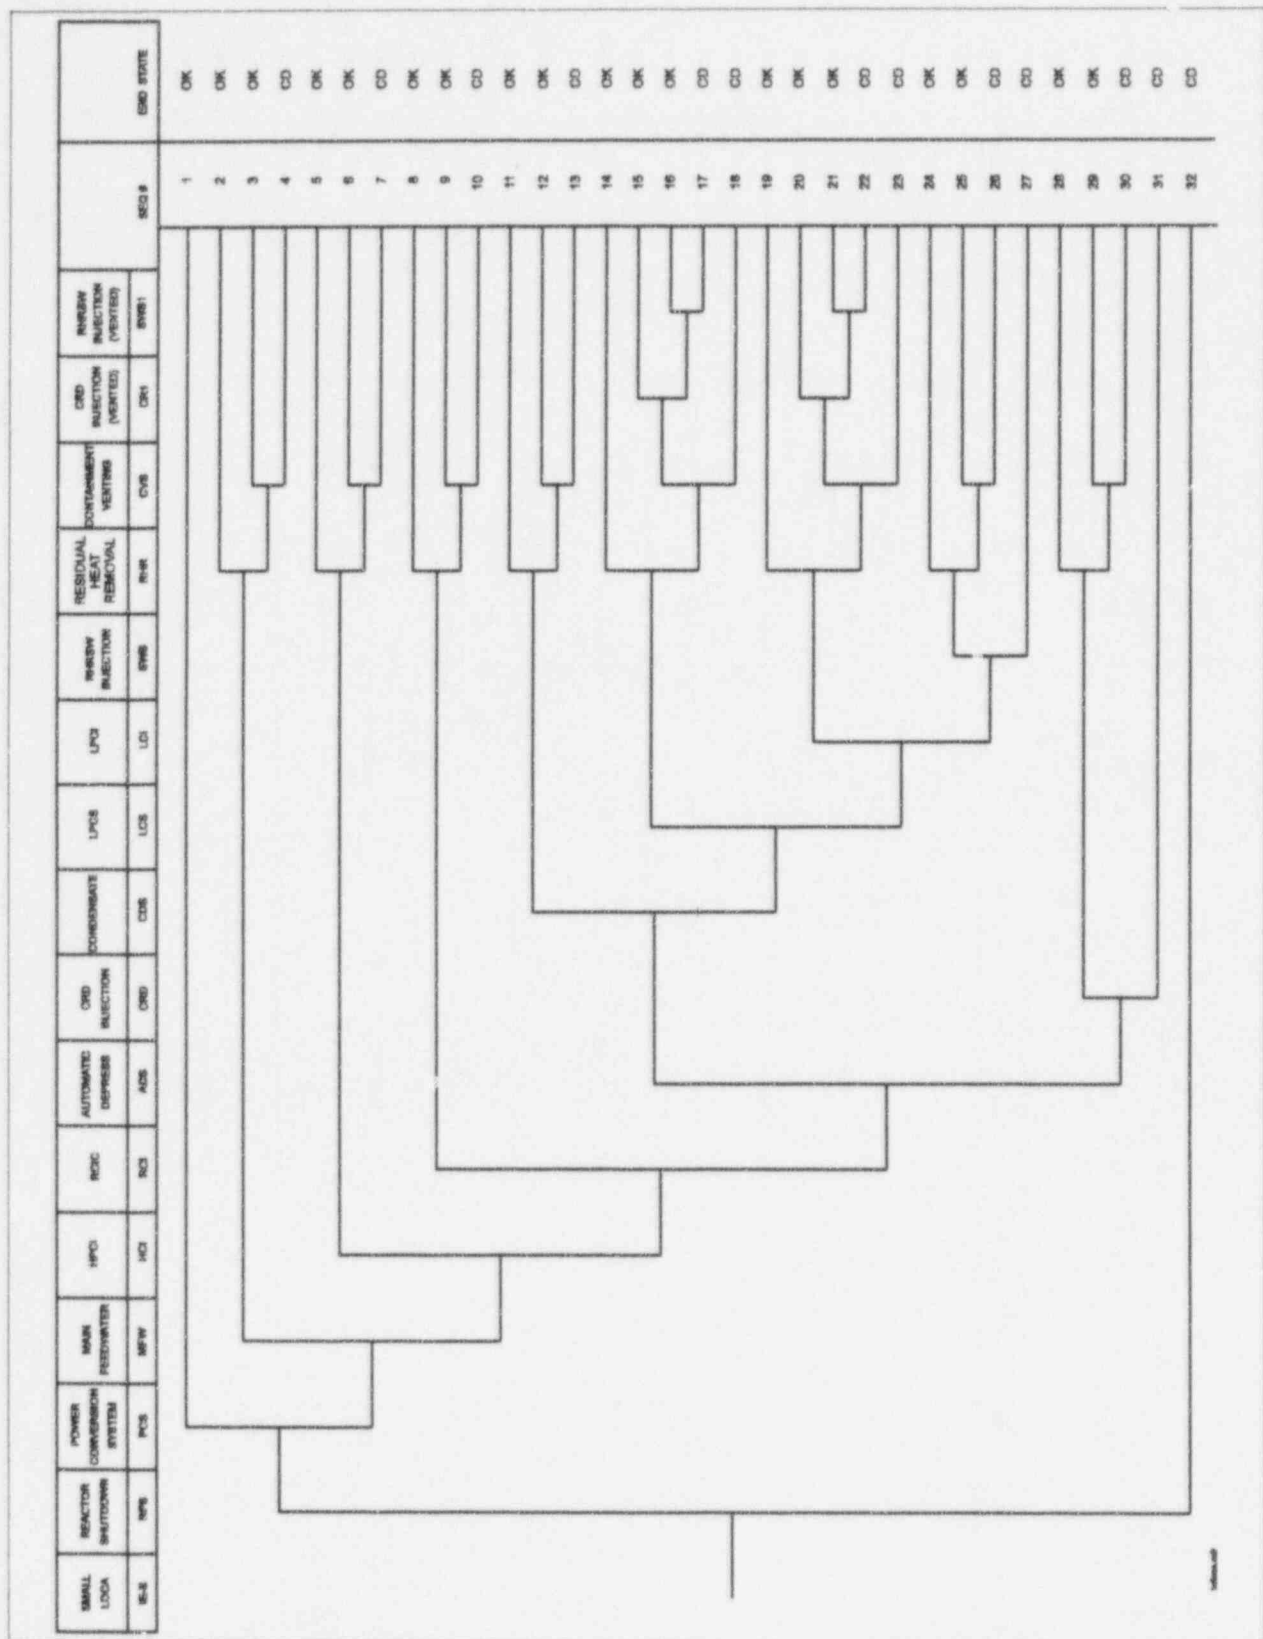 SMALL
LOCA
IE-S
REACTOR
SHUTDOWN
RPS
POWER
CONVERSION
SYSTEM
PCS
MAIN
FEEDWATER
MFW
HPCI
HCI
RCIC
RCI
AUTOMATIC
DEPRESS
ADS
CRD
INJECTION
CRD
CONDENSATE
CDS
LPCS
LCS
LPCI
LCI
RHRSW
INJECTION
SWS
RESIDUAL
HEAT
REMOVAL
RHR
CONTAINMENT
VENTING
CVS
CRD
INJECTION
(VENTED)
CR1
RHRSW
INJECTION
(VENTED)
SWS1
SEQ #
END STATE
1 OK
2 OK
3 OK
4 CD
5 OK
6 OK
7 CD
8 OK
9 OK
10 CD
11 OK
12 OK
13 CD
14 OK
15 OK
16 OK
17 CD
18 CD
19 OK
20 OK
21 OK
22 CD
23 CD
24 OK
25 OK
26 CD
27 CD
28 OK
29 OK
30 CD
31 CD
32 CD